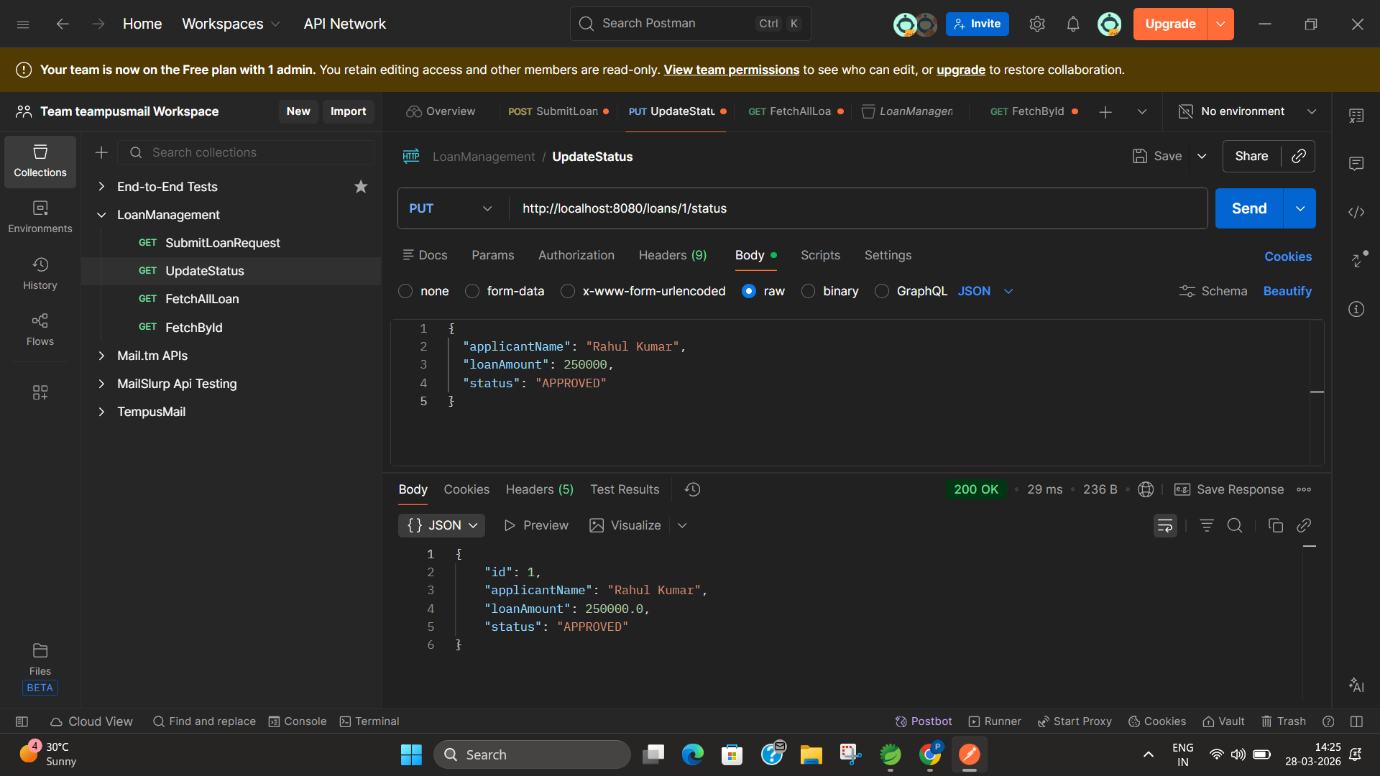 Home Workspaces API Network Search Postman Ctrl K Invite Upgrade
Your team is now on the Free plan with 1 admin. You retain editing access and other members are read-only. View team permissions to see who can edit, or upgrade to restore collaboration.
Team teampusmail Workspace New Import
Overview POST SubmitLoan PUT UpdateStatu GET FetchAllLoa LoanManagem GET FetchById No environment
Collections
Environments
History
Flows
Files
BETA
Search collections
End-to-End Tests
LoanManagement
GET SubmitLoanRequest
GET UpdateStatus
GET FetchAllLoan
GET FetchById
Mail.tm APIs
MailSlurp Api Testing
TempusMail
HTTP LoanManagement / UpdateStatus Save Share
PUT http://localhost:8080/loans/1/status Send
Docs Params Authorization Headers (9) Body Scripts Settings Cookies
none form-data x-www-form-urlencoded raw binary GraphQL JSON Schema Beautify
1 {
2 "applicantName": "Rahul Kumar",
3 "loanAmount": 250000,
4 "status": "APPROVED"
5 }
Body Cookies Headers (5) Test Results 200 OK • 29 ms • 236 B e.g. Save Response
{} JSON Preview Visualize
1 {
2 "id": 1,
3 "applicantName": "Rahul Kumar",
4 "loanAmount": 250000.0,
5 "status": "APPROVED"
6 }
Cloud View Find and replace Console Terminal Postbot Runner Start Proxy Cookies Vault Trash
4 30°C
Sunny
Search
ENG
IN
14:25
28-03-2026